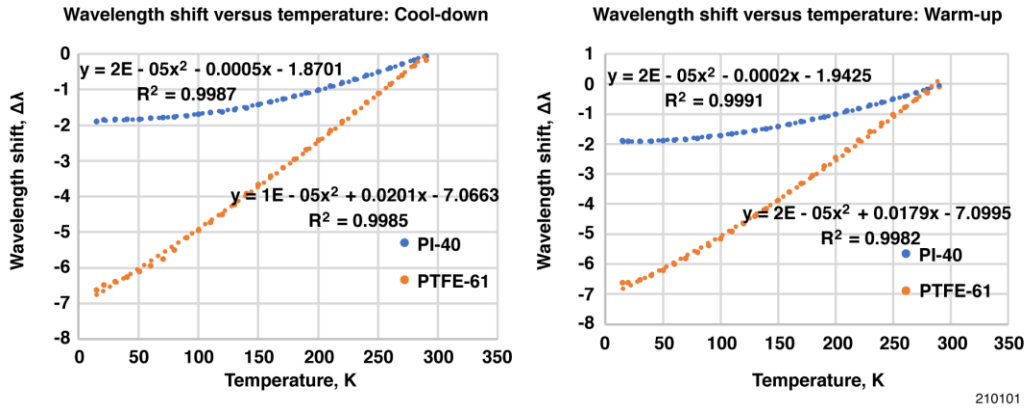 Wavelength shift versus temperature: Cool-down
Wavelength shift, Δλ
0
-1
-2
-3
-4
-5
-6
-7
-8
y = 2E - 05x² - 0.0005x - 1.8701
R² = 0.9987
y = 1E - 05x² + 0.0201x - 7.0663
R² = 0.9985
PI-40
PTFE-61
0 50 100 150 200 250 300 350
Temperature, K
Wavelength shift versus temperature: Warm-up
Wavelength shift, Δλ
1
0
-1
-2
-3
-4
-5
-6
-7
-8
y = 2E - 05x² - 0.0002x - 1.9425
R² = 0.9991
y = 2E - 05x² + 0.0179x - 7.0995
R² = 0.9982
PI-40
PTFE-61
0 50 100 150 200 250 300 350
Temperature, K
210101